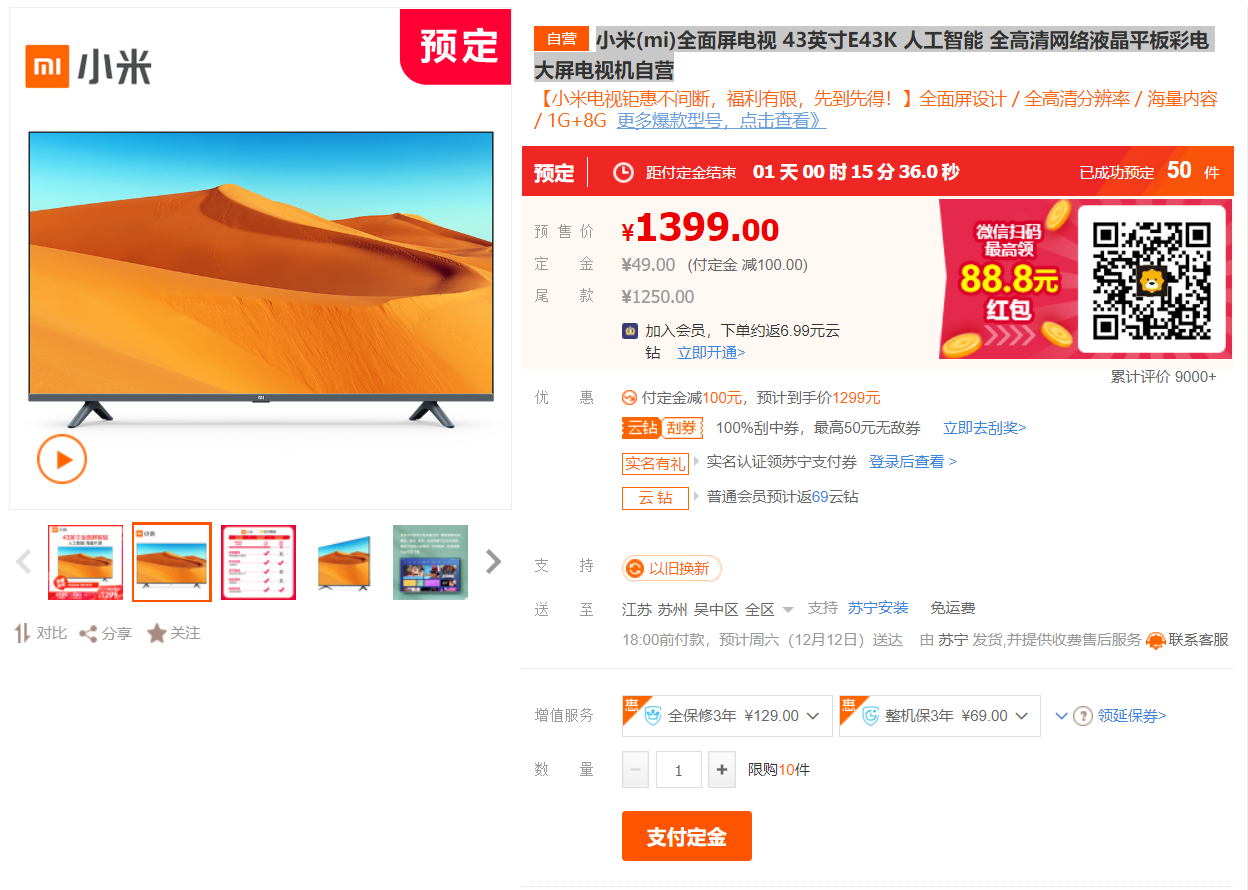 mi 小米
预定
自营 小米(mi)全面屏电视 43英寸E43K 人工智能 全高清网络液晶平板彩电
大屏电视机自营
【小米电视钜惠不间断，福利有限，先到先得！】全面屏设计 / 全高清分辨率 / 海量内容
/ 1G+8G 更多爆款型号，点击查看》
预定 距付定金结束 01 天 00 时 15 分 36.0 秒 已成功预定 50 件
预售价 ¥1399.00
定金 ¥49.00 (付定金 减100.00)
尾款 ¥1250.00
加入会员，下单约返6.99元云
钻 立即开通>
微信扫码
最高领
88.8元
红包
累计评价 9000+
优惠 付定金减100元，预计到手价1299元
云钻 刮券 100%刮中券，最高50元无敌券 立即去刮奖>
实名有礼 实名认证领苏宁支付券 登录后查看 >
云钻 普通会员预计返69云钻
支持 以旧换新
送至 江苏 苏州 吴中区 全区 支持 苏宁安装 免运费
18:00前付款，预计周六（12月12日）送达 由 苏宁 发货,并提供收费售后服务 联系客服
43英寸全面屏智能
对比 分享 关注
增值服务 惠 全保修3年 ¥129.00 惠 整机保3年 ¥69.00 ? 领延保券>
数量 − 1 + 限购10件
支付定金